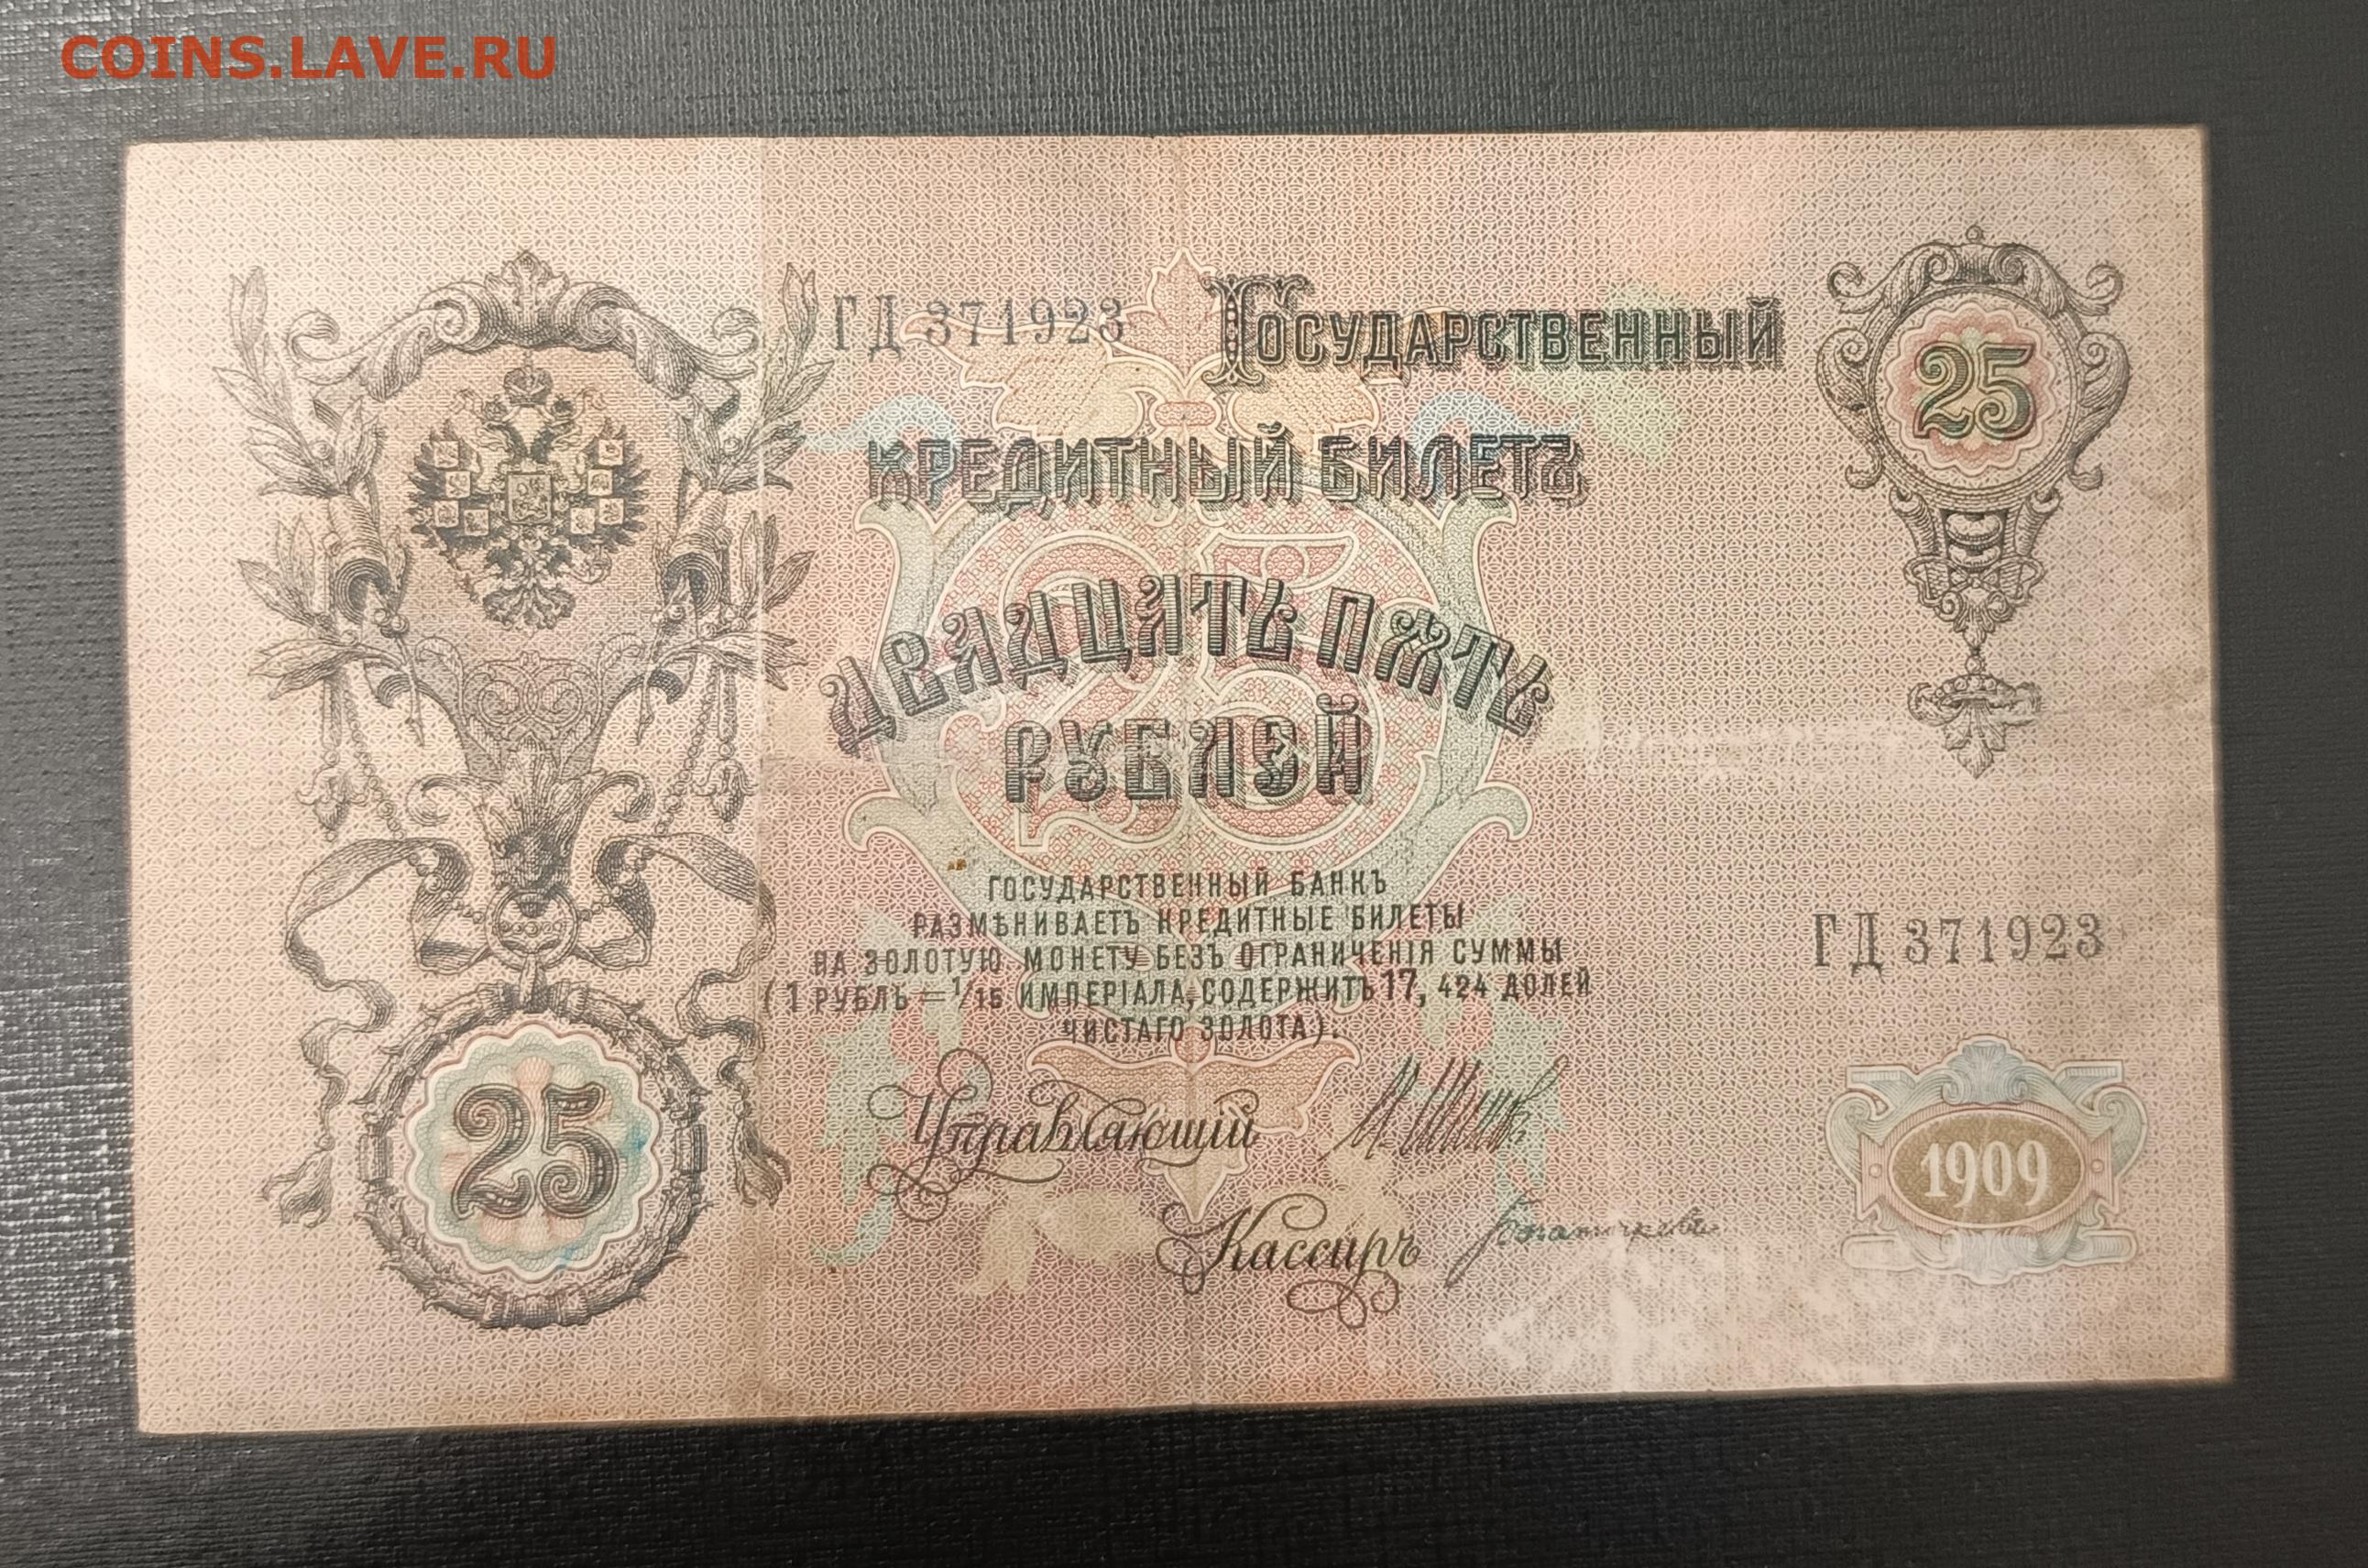 COINS.LAVE.RU
ГД 371923
ГОСУДАРСТВЕННЫЙ
25
КРЕДИТНЫЙ БИЛЕТЪ
25
ДВАДЦАТЬ ПѦТЬ
РУБЛЕЙ
ГОСУДАРСТВЕННЫЙ БАНКЪ
РАЗМѢНИВАЕТЪ КРЕДИТНЫЕ БИЛЕТЫ
НА ЗОЛОТУЮ МОНЕТУ БЕЗЪ ОГРАНИЧЕНІЯ СУММЫ
(1 РУБЛЬ = 1/15 ИМПЕРІАЛА, СОДЕРЖИТЪ 17, 424 ДОЛЕЙ
ЧИСТАГО ЗОЛОТА).
ГД 371923
25
Управляющій
1909
Кассиръ